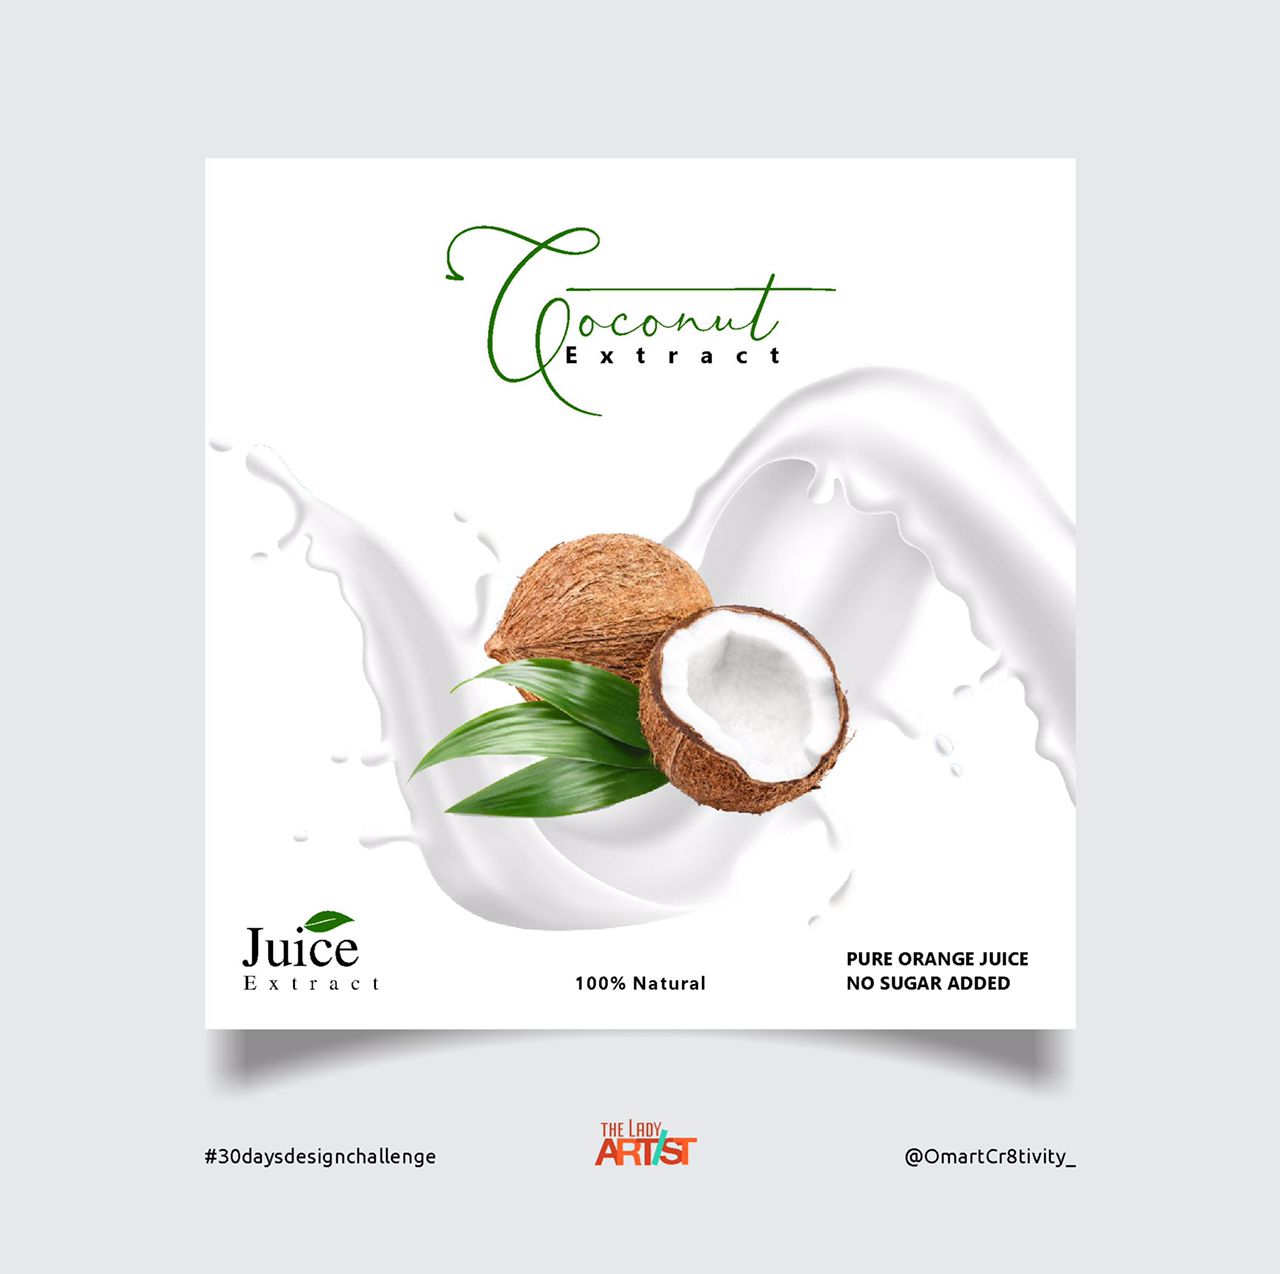 Coconut
Extract
Juice
Extract
100% Natural
PURE ORANGE JUICE
NO SUGAR ADDED
#30daysdesignchallenge
THE LADY
ARTIST
@OmartCr8tivity_